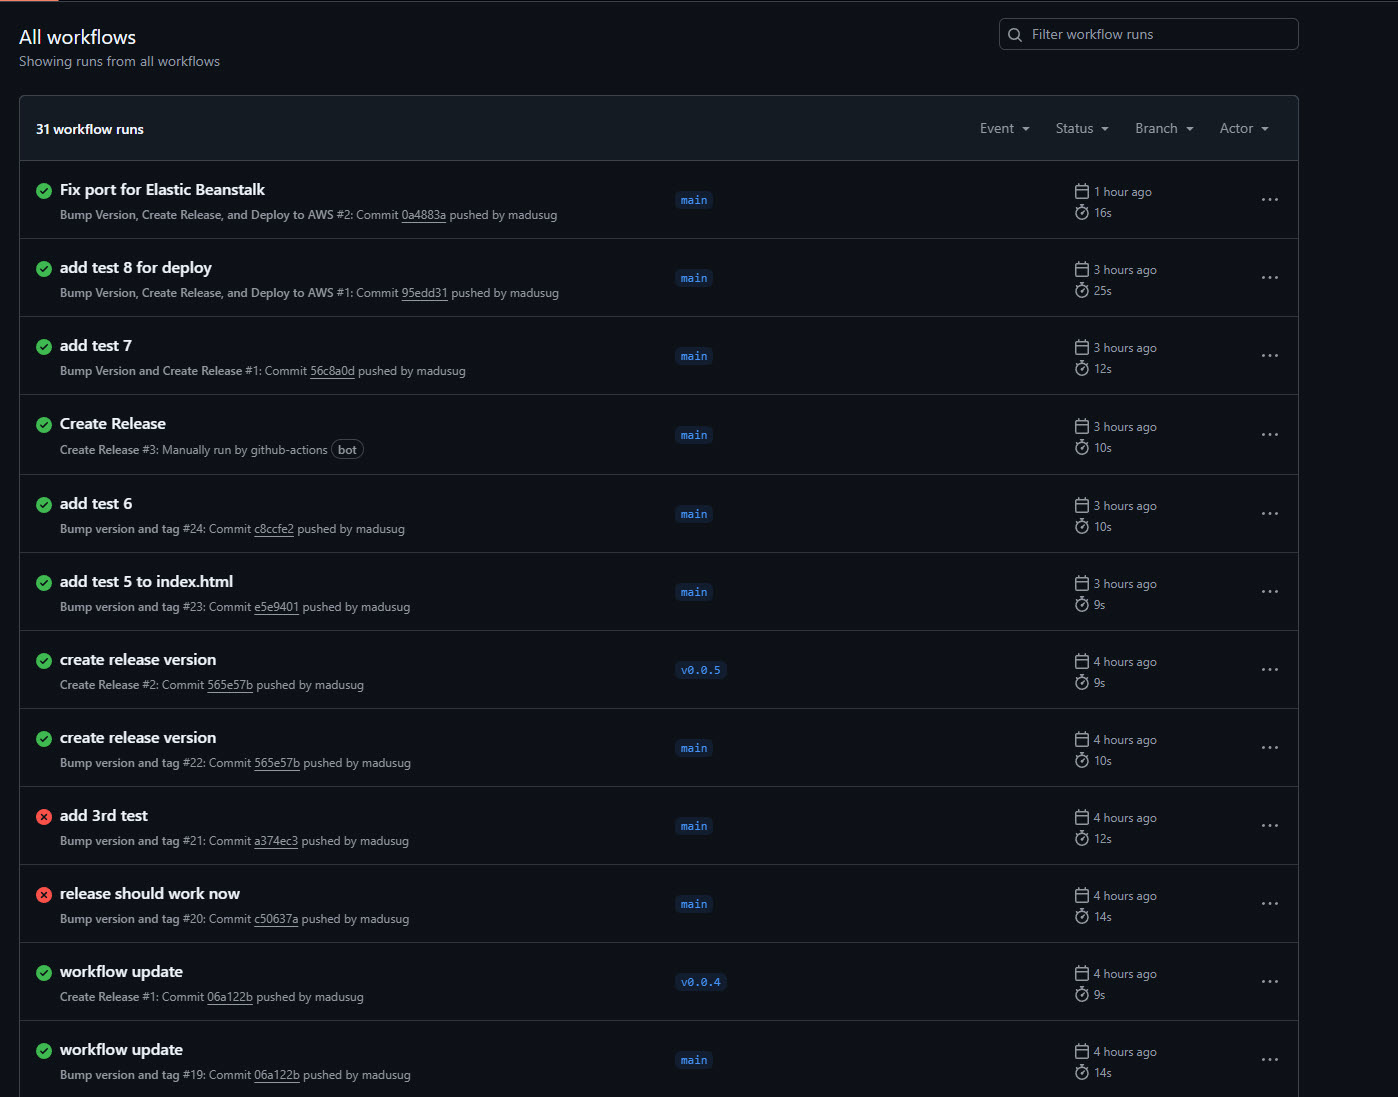 All workflows
Filter workflow runs
Showing runs from all workflows
31 workflow runs
Event
Status
Branch
Actor
Fix port for Elastic Beanstalk
Bump Version, Create Release, and Deploy to AWS #2: Commit 0a4883a pushed by madusug
main
1 hour ago
16s
add test 8 for deploy
Bump Version, Create Release, and Deploy to AWS #1: Commit 95edd31 pushed by madusug
main
3 hours ago
25s
add test 7
Bump Version and Create Release #1: Commit 56c8a0d pushed by madusug
main
3 hours ago
12s
Create Release
Create Release #3: Manually run by github-actions bot
main
3 hours ago
10s
add test 6
Bump version and tag #24: Commit c8ccfe2 pushed by madusug
main
3 hours ago
10s
add test 5 to index.html
Bump version and tag #23: Commit e5e9401 pushed by madusug
main
3 hours ago
9s
create release version
Create Release #2: Commit 565e57b pushed by madusug
v0.0.5
4 hours ago
9s
create release version
Bump version and tag #22: Commit 565e57b pushed by madusug
main
4 hours ago
10s
add 3rd test
Bump version and tag #21: Commit a374ec3 pushed by madusug
main
4 hours ago
12s
release should work now
Bump version and tag #20: Commit c50637a pushed by madusug
main
4 hours ago
14s
workflow update
Create Release #1: Commit 06a122b pushed by madusug
v0.0.4
4 hours ago
9s
workflow update
Bump version and tag #19: Commit 06a122b pushed by madusug
main
4 hours ago
14s